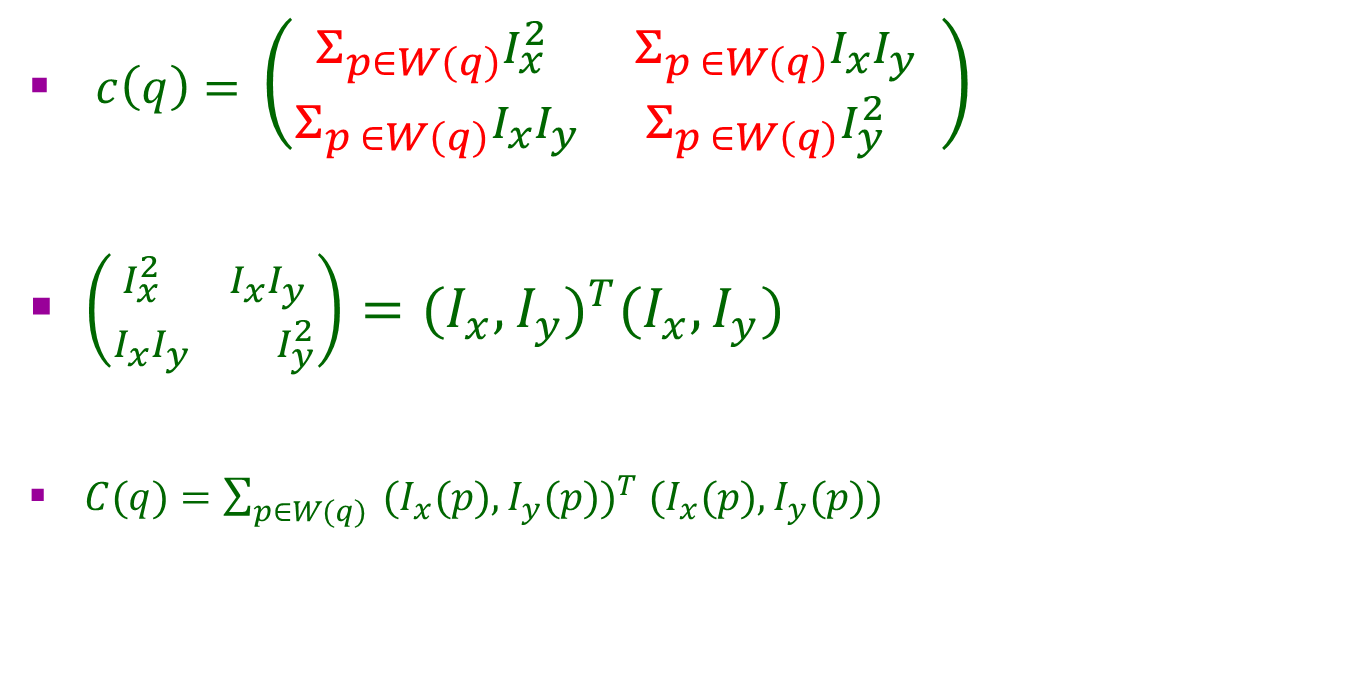 ▪ c(q) = ( Σ_{p∈W(q)} I_x^2   Σ_{p ∈W(q)} I_x I_y
Σ_{p ∈W(q)} I_x I_y   Σ_{p ∈W(q)} I_y^2 )
▪ ( I_x^2   I_x I_y
I_x I_y   I_y^2 ) = (I_x, I_y)^T (I_x, I_y)
▪ C(q) = Σ_{p∈W(q)} (I_x(p), I_y(p))^T (I_x(p), I_y(p))